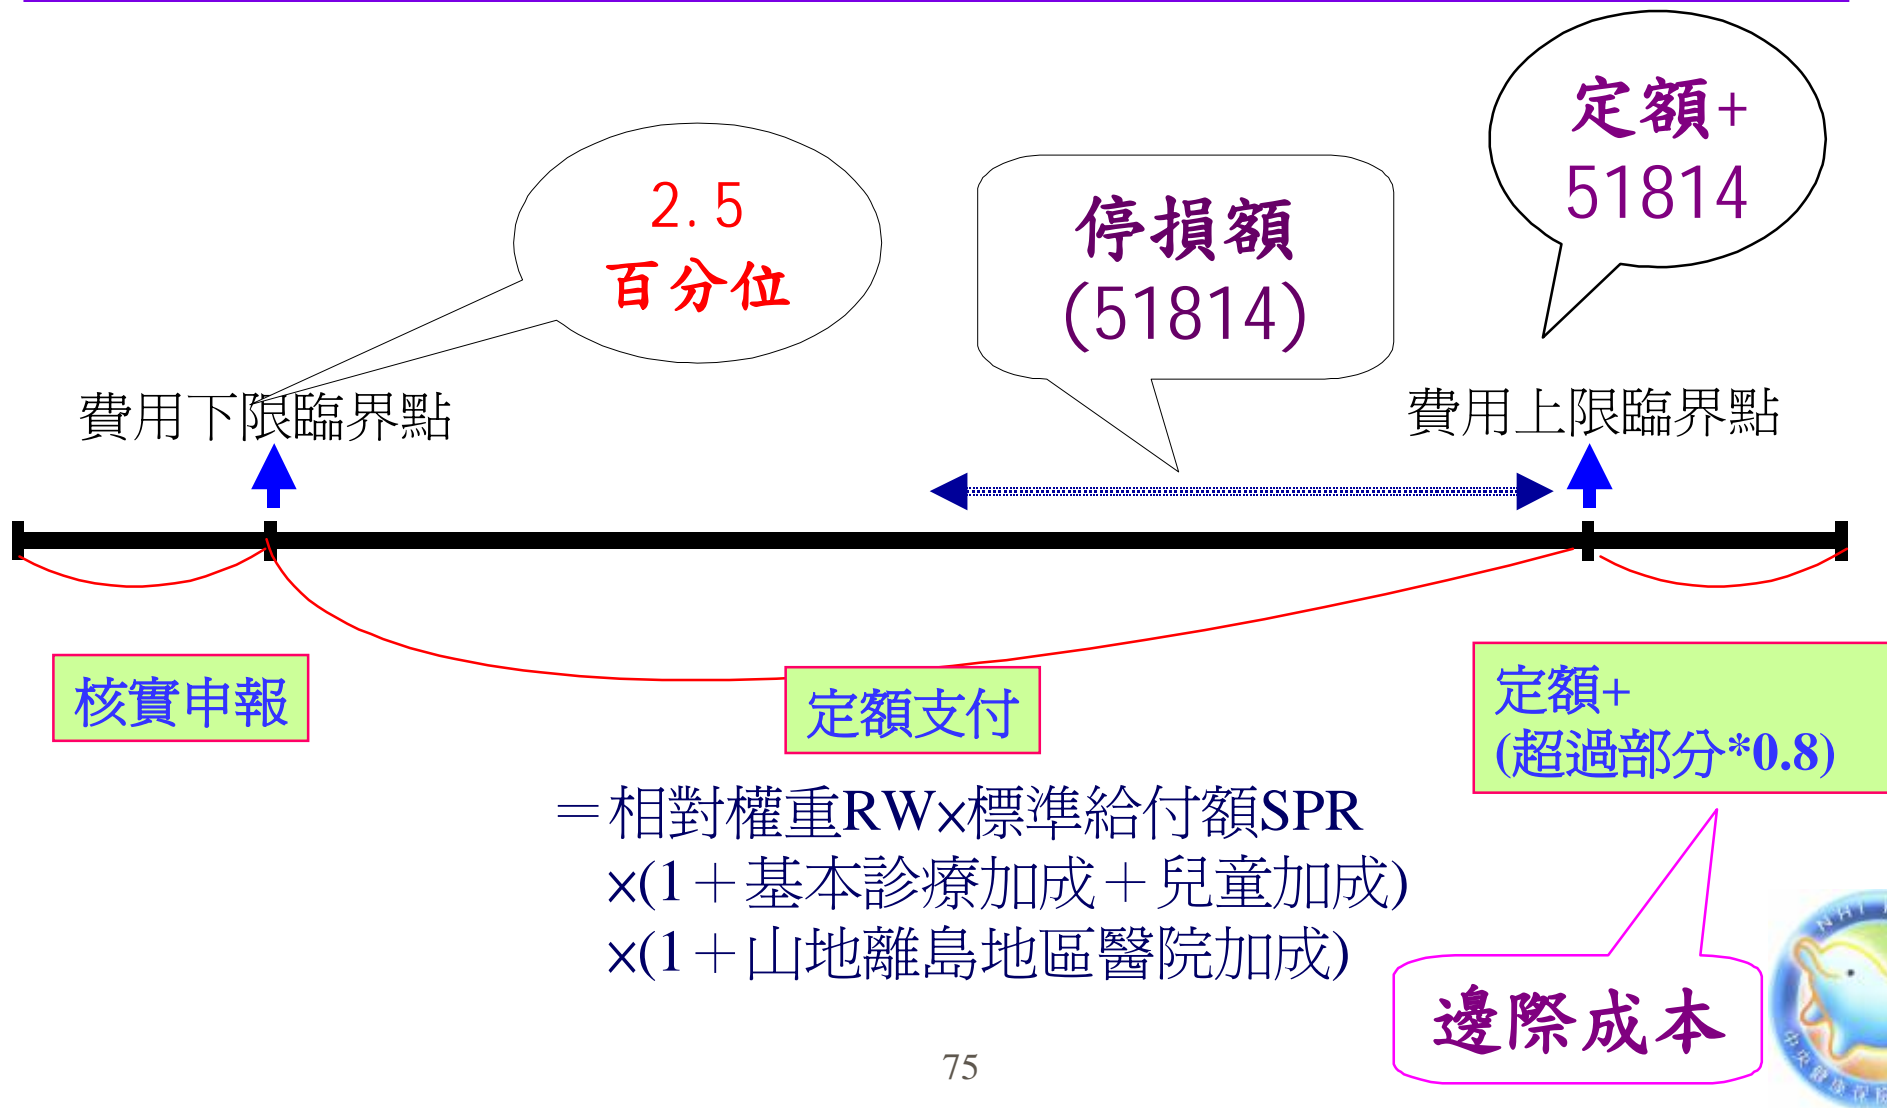 定額+
51814
2.5
百分位
停損額
(51814)
費用下限臨界點
費用上限臨界點
核實申報
定額支付
定額+
(超過部分*0.8)
＝相對權重RW×標準給付額SPR
×(1＋基本診療加成＋兒童加成)
×(1＋山地離島地區醫院加成)
邊際成本
75